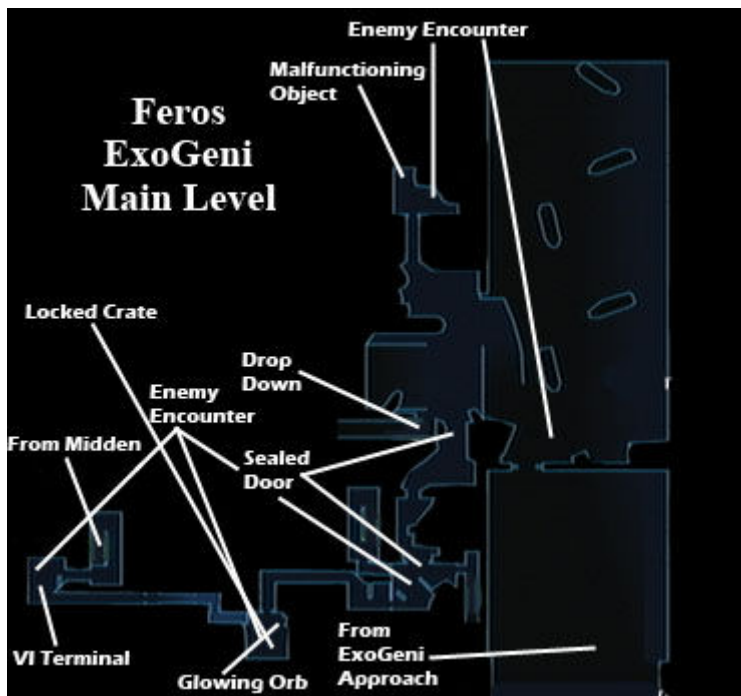 Enemy Encounter
Malfunctioning
Object
Feros
ExoGeni
Main Level
Locked Crate
Drop
Down
Enemy
Encounter
From Midden
Sealed
Door
VI Terminal
Glowing Orb
From
ExoGeni
Approach